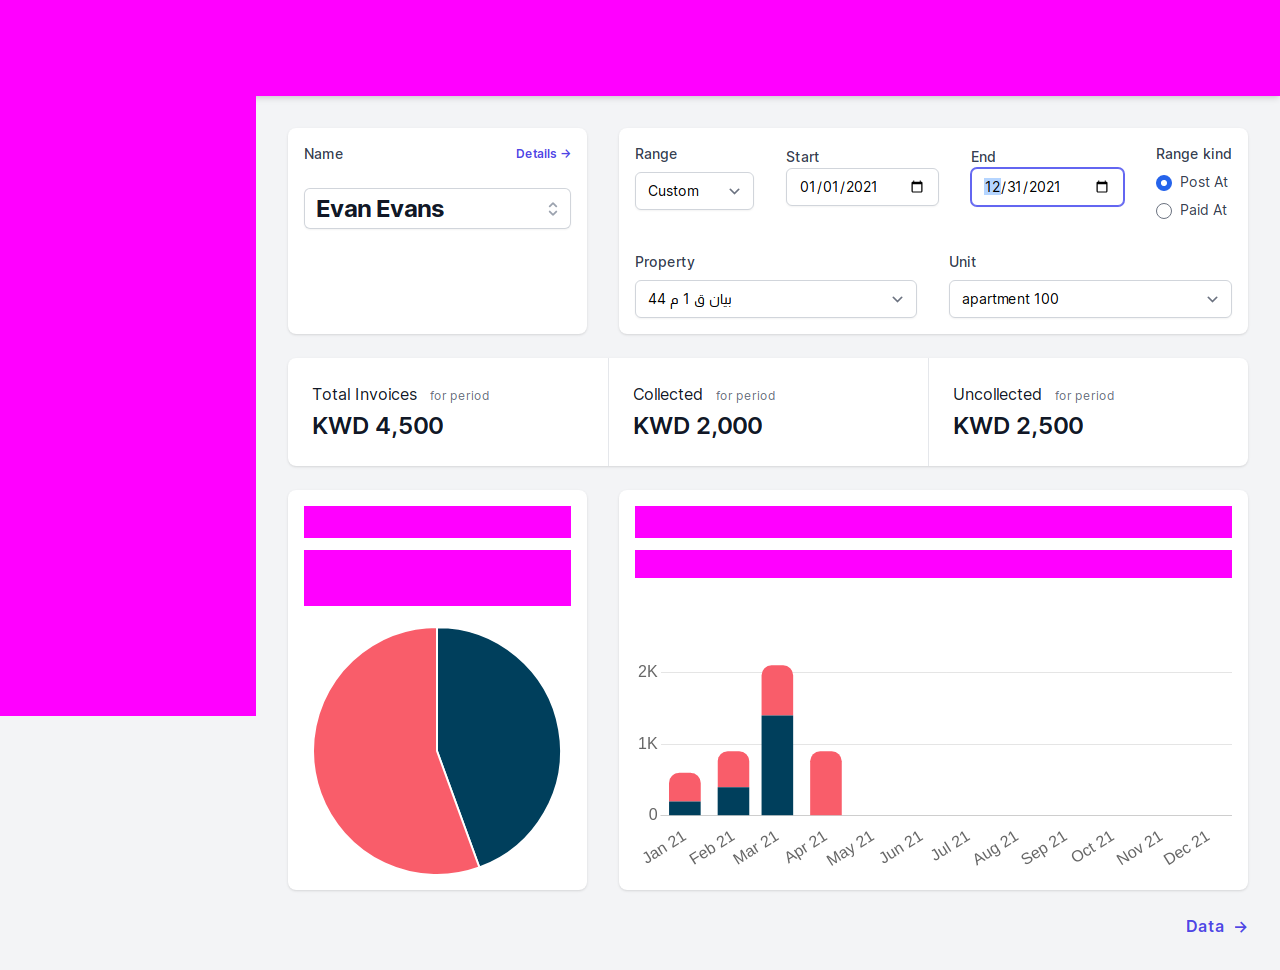 Name
Details →
Evan Evans
Range
Custom
Start
01/01/2021
End
12/31/2021
Range kind
Post At
Paid At
Property
بيان ق 1 م 44
Unit
apartment 100
Total Invoices for period
KWD 4,500
Collected for period
KWD 2,000
Uncollected for period
KWD 2,500
2K
1K
0
Jan 21
Feb 21
Mar 21
Apr 21
May 21
Jun 21
Jul 21
Aug 21
Sep 21
Oct 21
Nov 21
Dec 21
Data →